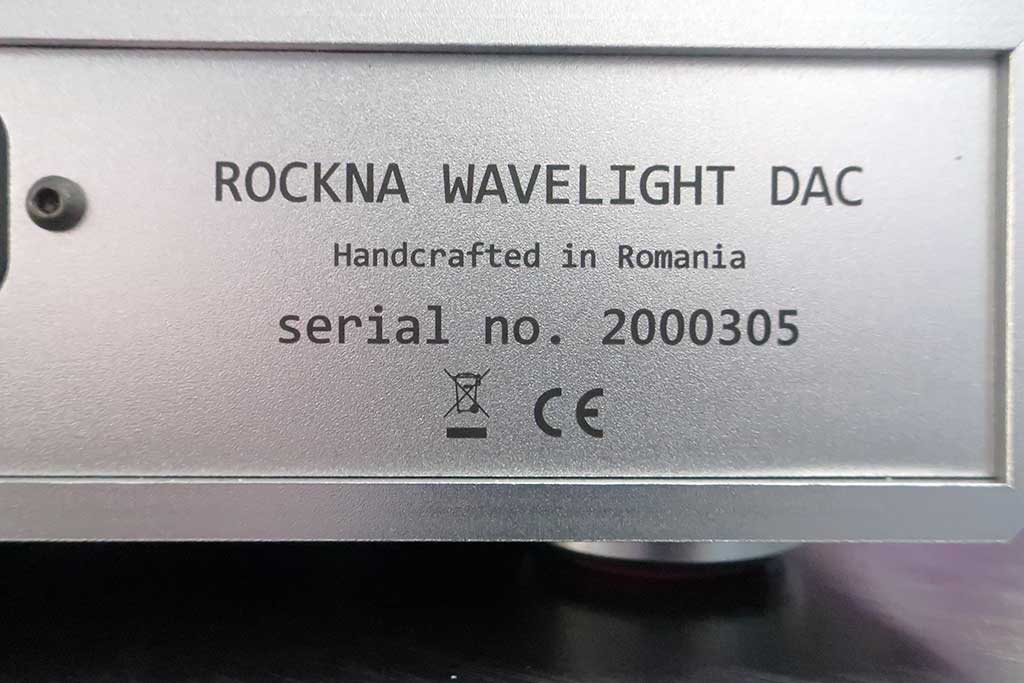 ROCKNA WAVELIGHT DAC
Handcrafted in Romania
serial no. 2000305
CE